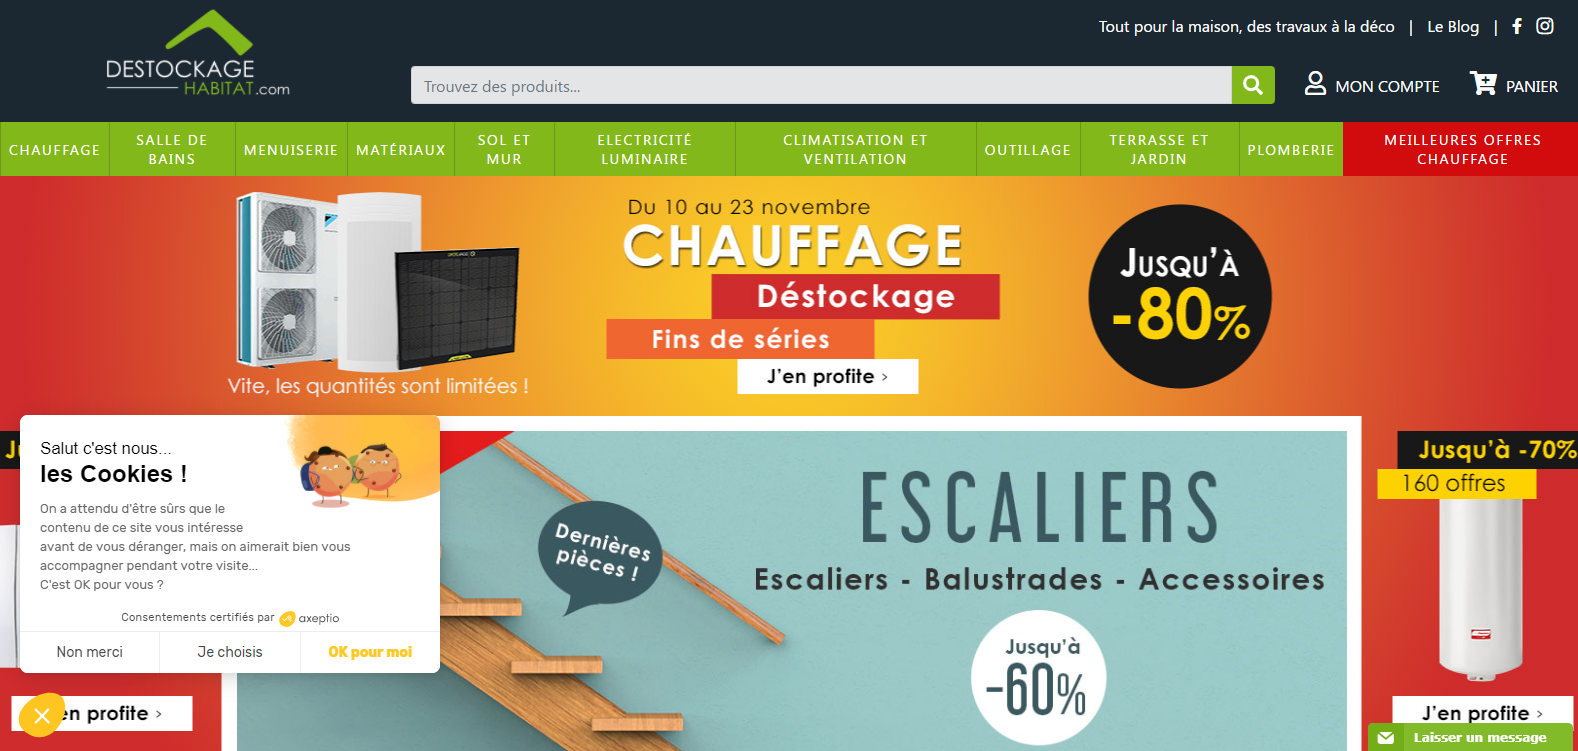 Tout pour la maison, des travaux à la déco | Le Blog |
DESTOCKAGE
HABITAT.com
Trouvez des produits...
MON COMPTE
PANIER
CHAUFFAGE
SALLE DE
BAINS
MENUISERIE
MATÉRIAUX
SOL ET
MUR
ELECTRICITÉ
LUMINAIRE
CLIMATISATION ET
VENTILATION
OUTILLAGE
TERRASSE ET
JARDIN
PLOMBERIE
MEILLEURES OFFRES
CHAUFFAGE
Du 10 au 23 novembre
CHAUFFAGE
Déstockage
Fins de séries
J'en profite >
Vite, les quantités sont limitées !
JUSQU'À
-80%
Salut c'est nous...
les Cookies !
On a attendu d'être sûrs que le
contenu de ce site vous intéresse
avant de vous déranger, mais on aimerait bien vous
accompagner pendant votre visite...
C'est OK pour vous ?
Consentements certifiés par axeptio
Non merci
Je choisis
OK pour moi
en profite >
Dernières
pièces !
ESCALIERS
Escaliers - Balustrades - Accessoires
Jusqu'à
-60%
Jusqu'à -70%
160 offres
J'en profite >
Laisser un message